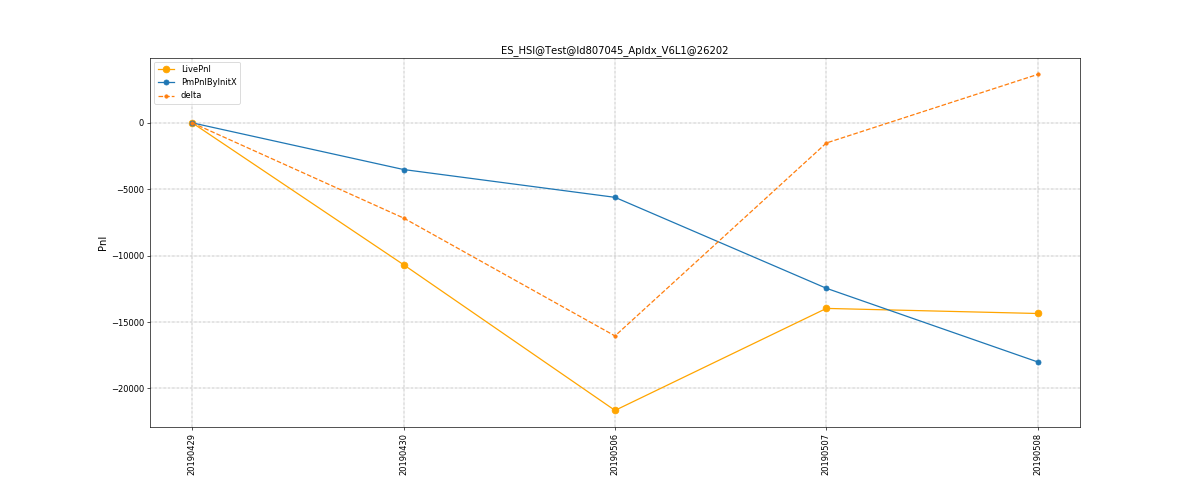 ES_HSI@Test@Id807045_ApIdx_V6L1@26202
LivePnl
PmPnlByInitX
delta
Pnl
0
−5000
−10000
−15000
−20000
20190429
20190430
20190506
20190507
20190508